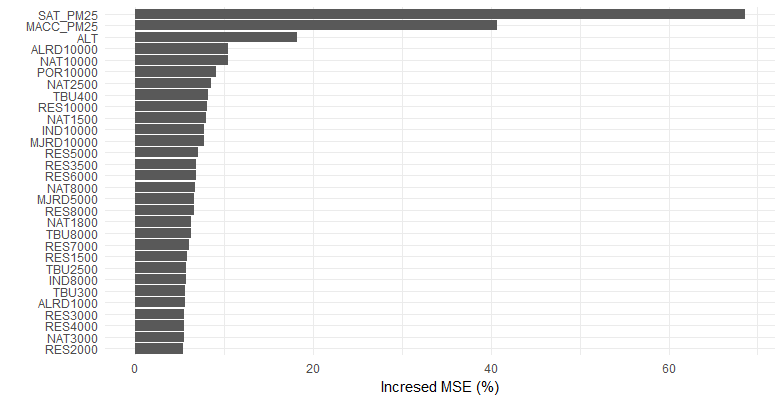 SAT_PM25
MACC_PM25
ALT
ALRD10000
NAT10000
POR10000
NAT2500
TBU400
RES10000
NAT1500
IND10000
MJRD10000
RES5000
RES3500
RES6000
NAT8000
MJRD5000
RES8000
NAT1800
TBU8000
RES7000
RES1500
TBU2500
IND8000
TBU300
ALRD1000
RES3000
RES4000
NAT3000
RES2000
0 20 40 60
Incresed MSE (%)